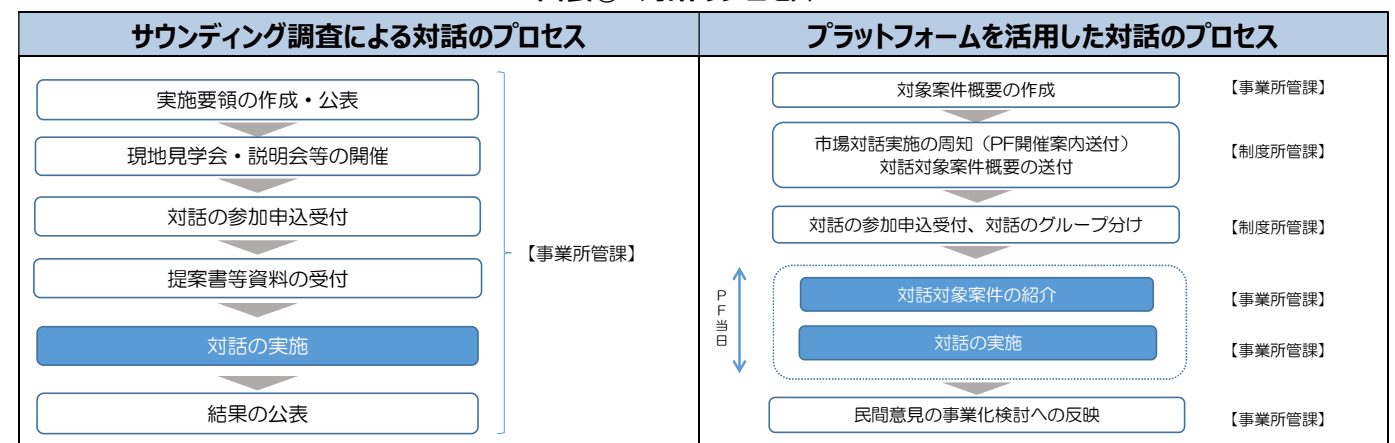 サウンディング調査による対話のプロセス
実施要領の作成・公表
現地見学会・説明会等の開催
対話の参加申込受付
提案書等資料の受付
対話の実施
結果の公表
【事業所管課】
プラットフォームを活用した対話のプロセス
対象案件概要の作成
【事業所管課】
市場対話実施の周知（PF開催案内送付）
対話対象案件概要の送付
【制度所管課】
対話の参加申込受付、対話のグループ分け
【制度所管課】
PF当日
対話対象案件の紹介
【事業所管課】
対話の実施
【事業所管課】
民間意見の事業化検討への反映
【事業所管課】